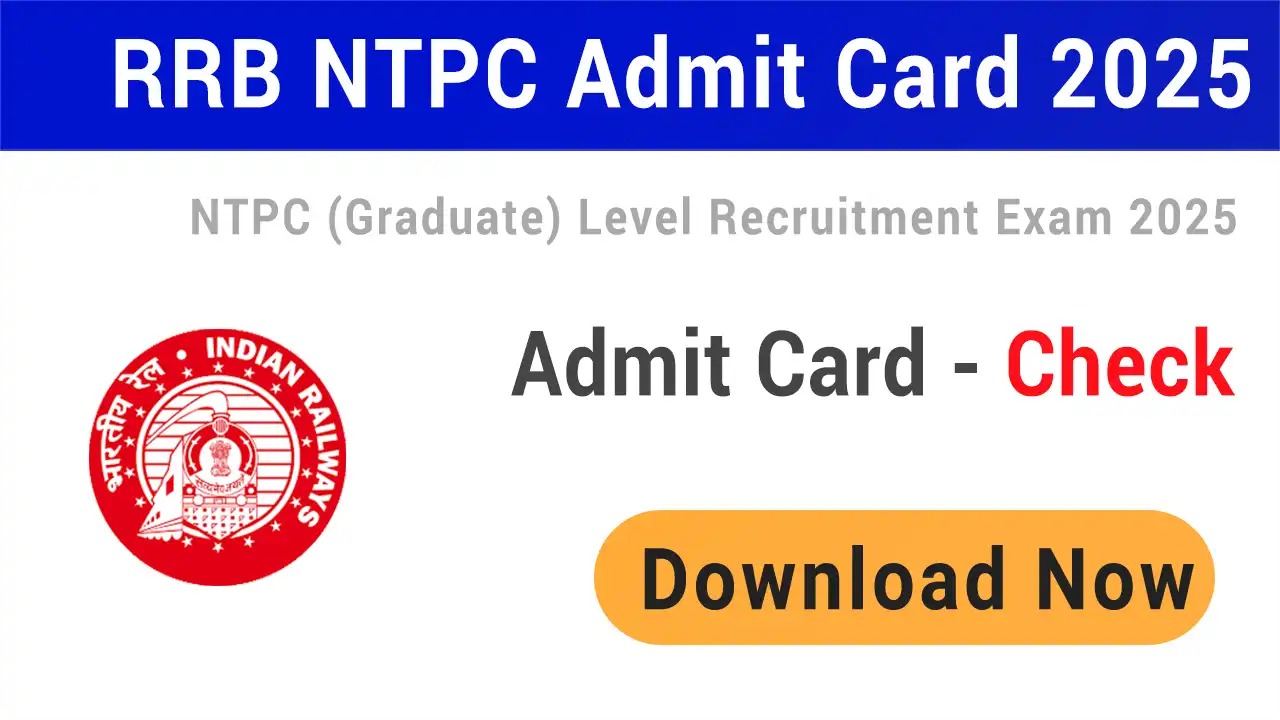 RRB NTPC Admit Card 2025
NTPC (Graduate) Level Recruitment Exam 2025
भारतीय रेल • INDIAN RAILWAYS
सत्यमेव जयते
Admit Card - Check
Download Now